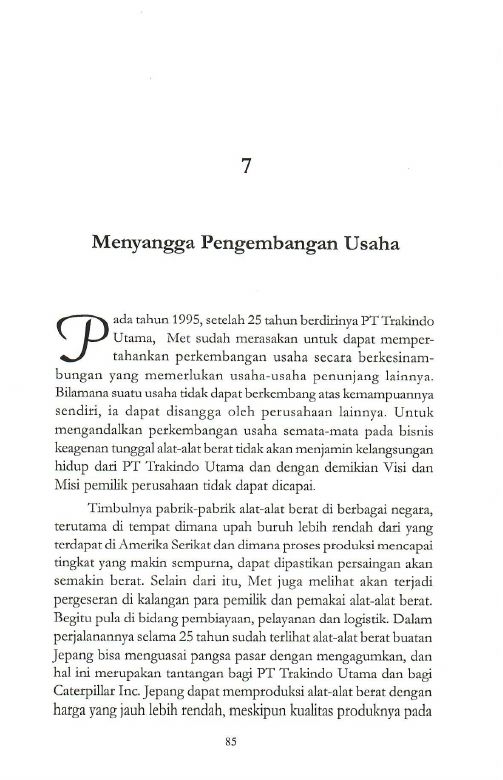 7
Menyangga Pengembangan Usaha
Pada tahun 1995, setelah 25 tahun berdirinya PT Trakindo
Utama, Met sudah merasakan untuk dapat memper-
tahankan perkembangan usaha secara berkesinam-
bungan yang memerlukan usaha-usaha penunjang lainnya.
Bilamana suatu usaha tidak dapat berkembang atas kemampuannya
sendiri, ia dapat disangga oleh perusahaan lainnya. Untuk
mengandalkan perkembangan usaha semata-mata pada bisnis
keagenan tunggal alat-alat berat tidak akan menjamin kelangsungan
hidup dari PT Trakindo Utama dan dengan demikian Visi dan
Misi pemilik perusahaan tidak dapat dicapai.
Timbulnya pabrik-pabrik alat-alat berat di berbagai negara,
terutama di tempat dimana upah buruh lebih rendah dari yang
terdapat di Amerika Serikat dan dimana proses produksi mencapai
tingkat yang makin sempurna, dapat dipastikan persaingan akan
semakin berat. Selain dari itu, Met juga melihat akan terjadi
pergeseran di kalangan para pemilik dan pemakai alat-alat berat.
Begitu pula di bidang pembiayaan, pelayanan dan logistik. Dalam
perjalanannya selama 25 tahun sudah terlihat alat-alat berat buatan
Jepang bisa menguasai pangsa pasar dengan mengagumkan, dan
hal ini merupakan tantangan bagi PT Trakindo Utama dan bagi
Caterpillar Inc. Jepang dapat memproduksi alat-alat berat dengan
harga yang jauh lebih rendah, meskipun kualitas produknya pada
85